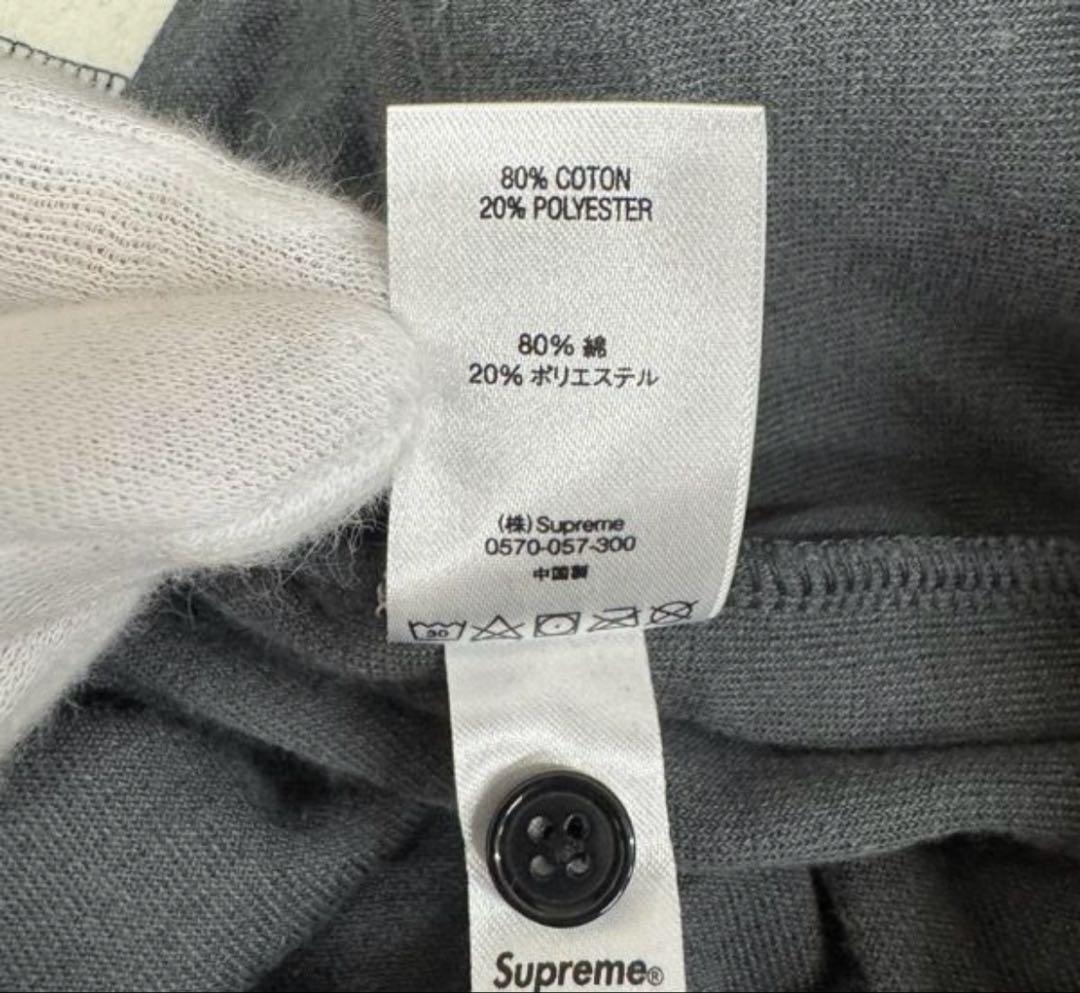 80% COTON
20% POLYESTER
80% 綿
20% ポリエステル
(株)Supreme
0570-057-300
中国製
30
Supreme®